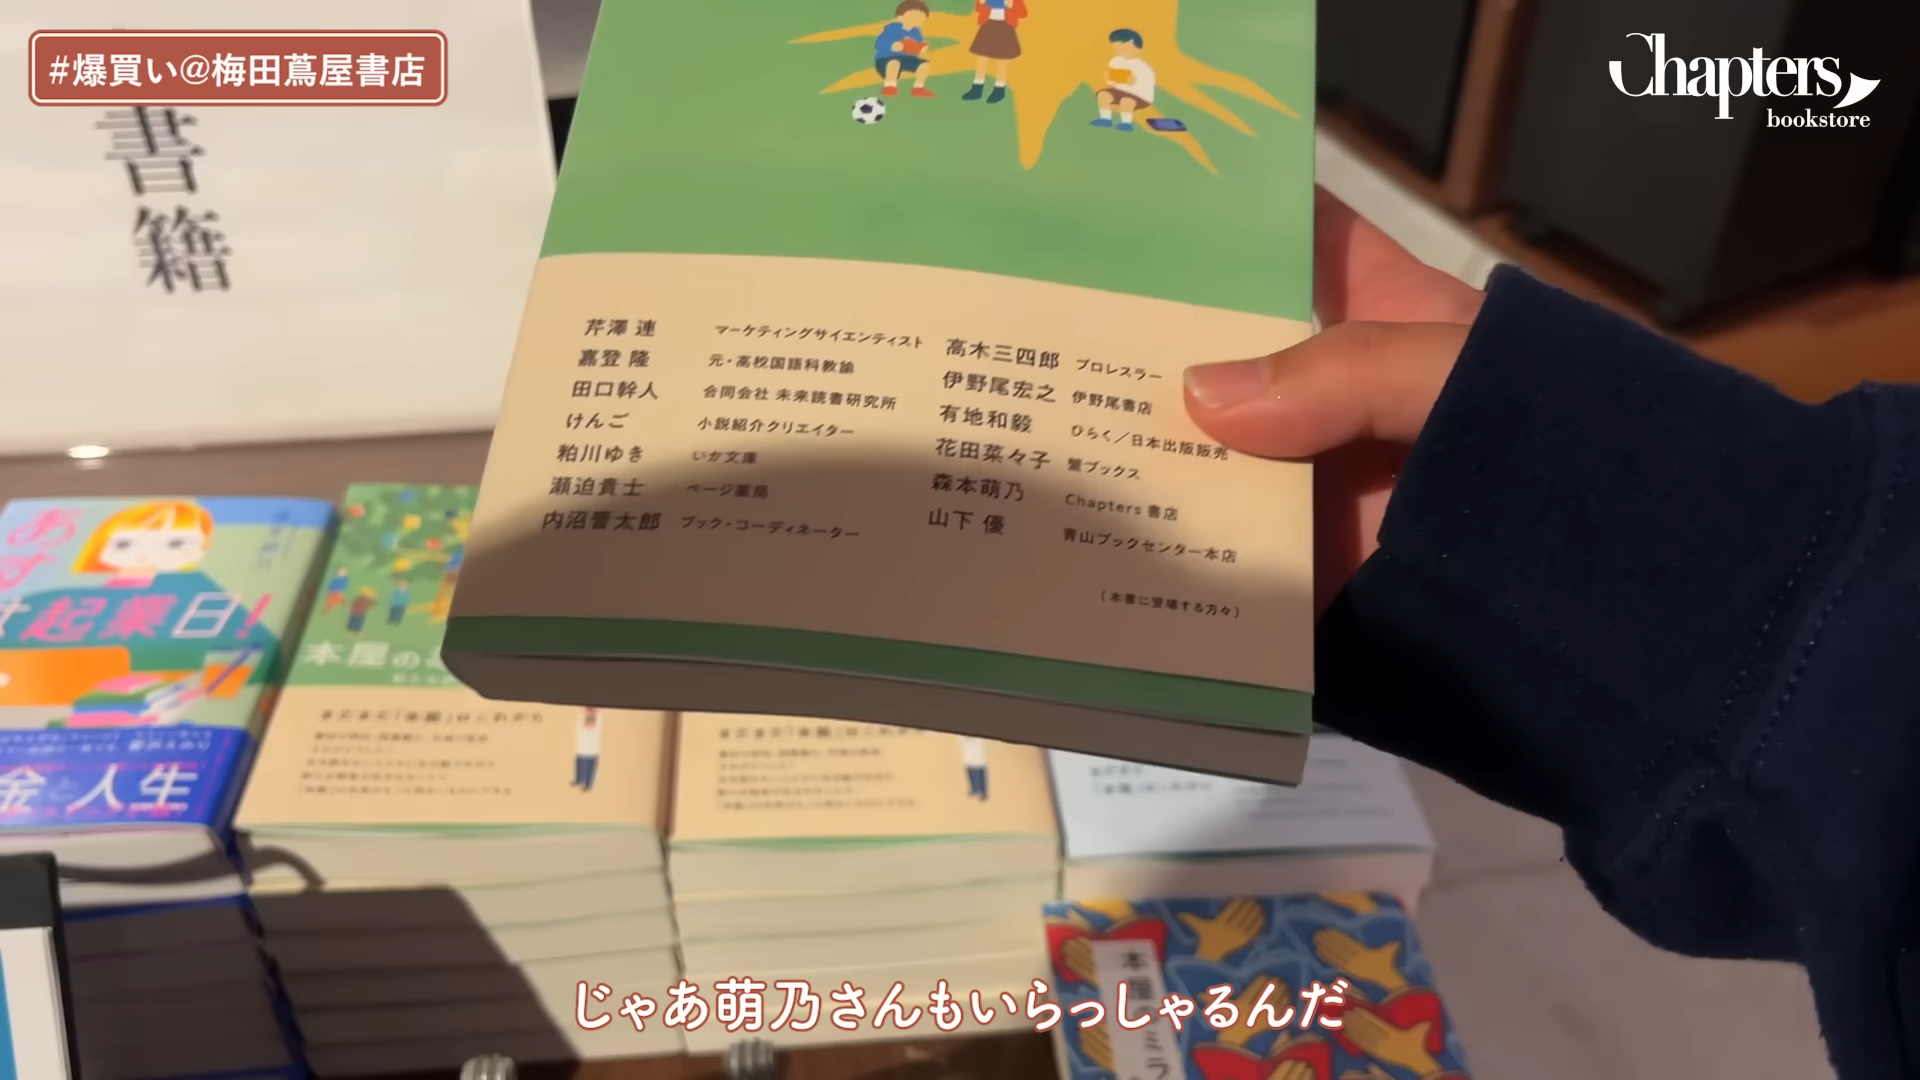 #爆買い@梅田蔦屋書店
Chapters
bookstore
書籍
芹澤 連 マーケティングサイエンティスト
嘉登 隆 元・高校国語科教諭
田口幹人 合同会社 未来読書研究所
けんご 小説紹介クリエイター
粕川ゆき いか文庫
瀬迫貴士 ページ薬局
内沼晋太郎 ブック・コーディネーター
高木三四郎 プロレスラー
伊野尾宏之 伊野尾書店
有地和毅 ひらく／日本出版販売
花田菜々子 蟹ブックス
森本萌乃 Chapters 書店
山下 優 青山ブックセンター本店
（本書に登場する方々）
あす
起業日!
金と人生
本屋の
本屋
ミラ
じゃあ萌乃さんもいらっしゃるんだ